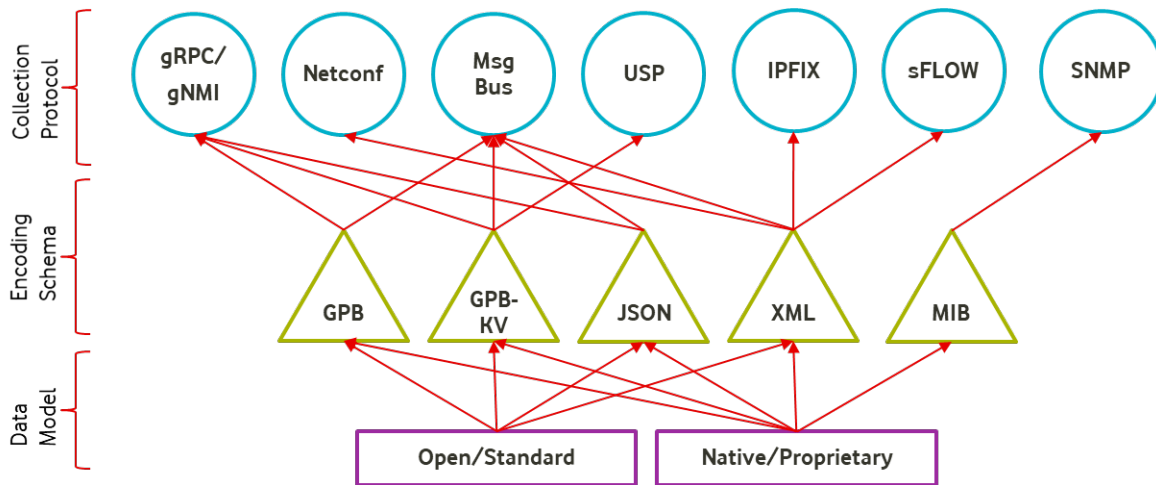 Collection
Protocol
gRPC/
gNMI
Netconf
Msg
Bus
USP
IPFIX
sFLOW
SNMP
Encoding
Schema
GPB
GPB-
KV
JSON
XML
MIB
Data
Model
Open/Standard
Native/Proprietary